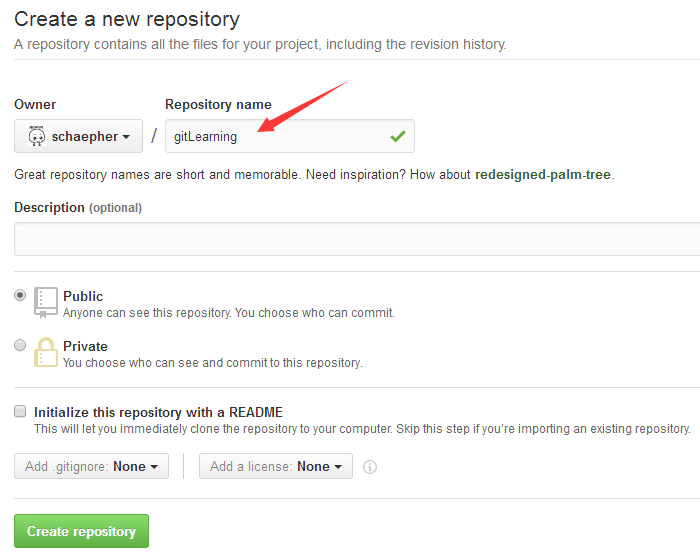 Create a new repository
A repository contains all the files for your project, including the revision history.
Owner Repository name
schaepher / gitLearning
Great repository names are short and memorable. Need inspiration? How about redesigned-palm-tree.
Description (optional)
Public
Anyone can see this repository. You choose who can commit.
Private
You choose who can see and commit to this repository.
Initialize this repository with a README
This will let you immediately clone the repository to your computer. Skip this step if you're importing an existing repository.
Add .gitignore: None Add a license: None
Create repository